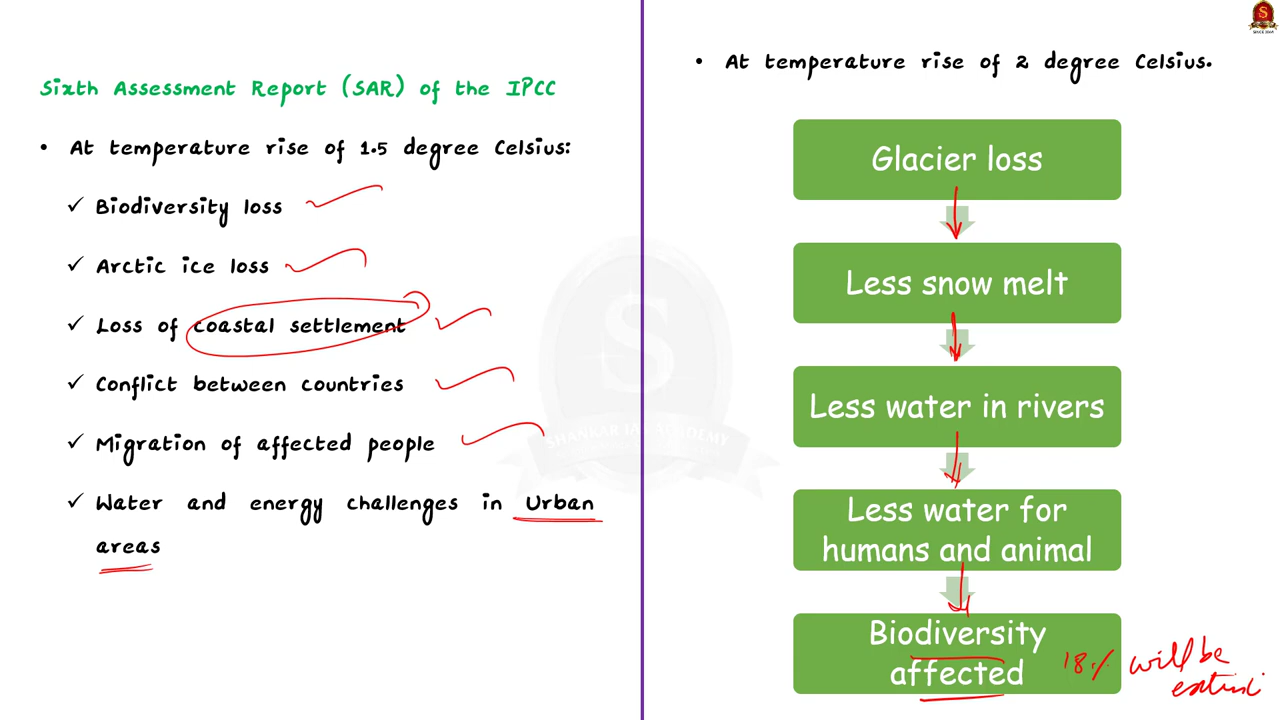 Sixth Assessment Report (SAR) of the IPCC
• At temperature rise of 1.5 degree Celsius:
✓ Biodiversity loss
✓ Arctic ice loss
✓ Loss of coastal settlement
✓ Conflict between countries
✓ Migration of affected people
✓ Water and energy challenges in Urban
areas
• At temperature rise of 2 degree Celsius.
Glacier loss
Less snow melt
Less water in rivers
Less water for
humans and animal
Biodiversity
affected
18% will be
SHANKAR IAS ACADEMY
S